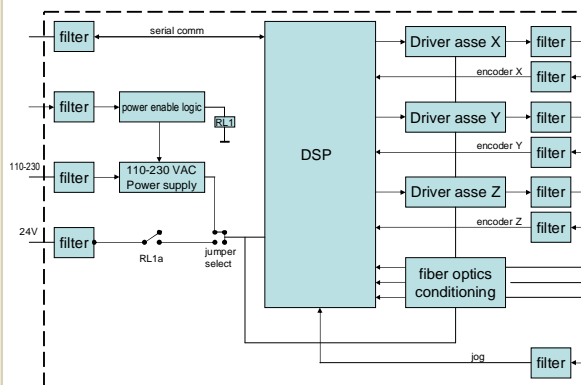 filter
serial comm
Driver asse X
filter
encoder X
filter
filter
power enable logic
RL1
Driver asse Y
filter
encoder Y
filter
DSP
110-230
filter
110-230 VAC
Power supply
Driver asse Z
filter
encoder Z
filter
24V
filter
RL1a
jumper
select
fiber optics
conditioning
jog
filter